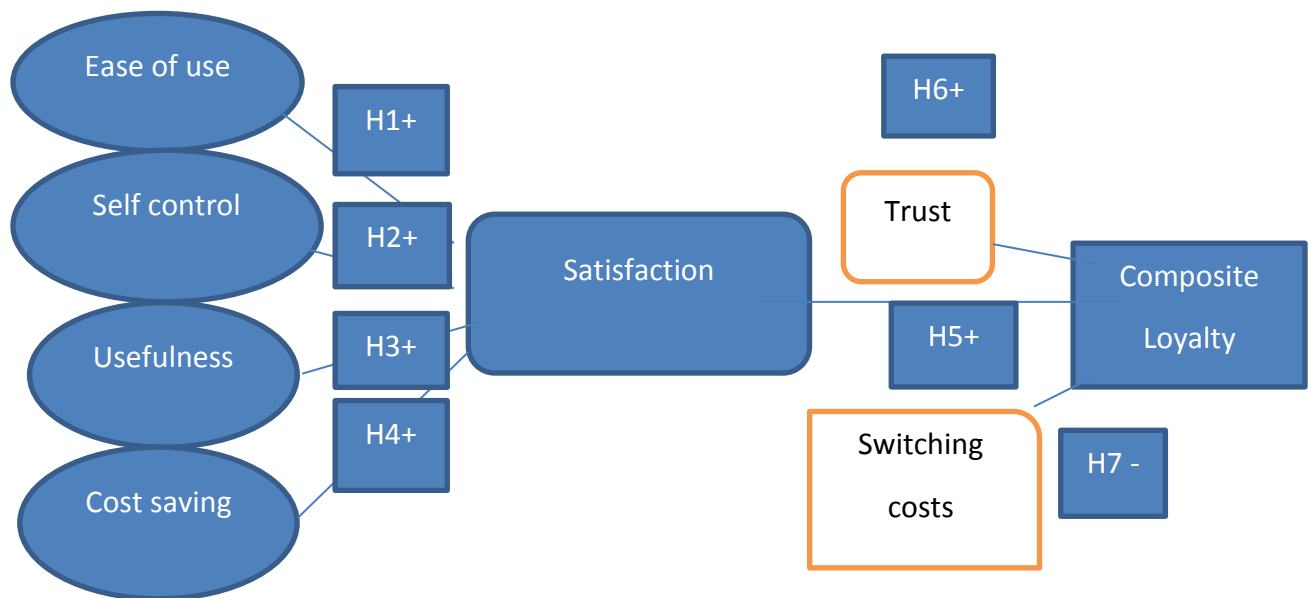 Ease of use
Self control
Usefulness
Cost saving
H1+
H2+
H3+
H4+
Satisfaction
H6+
Trust
H5+
Switching
costs
Composite
Loyalty
H7 -